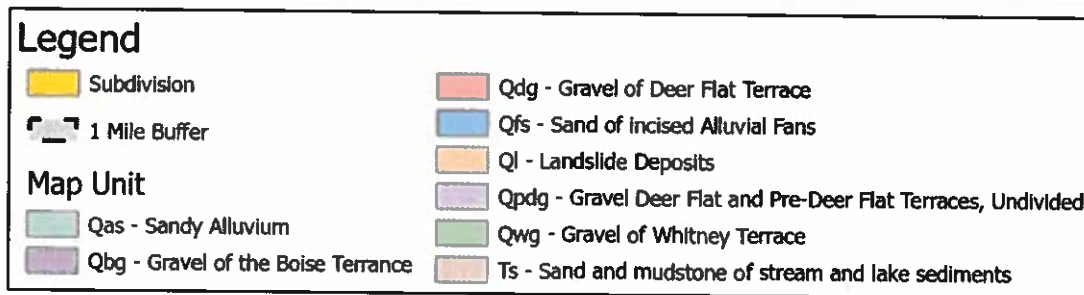 Legend
Subdivision
1 Mile Buffer
Map Unit
Qas - Sandy Alluvium
Qbg - Gravel of the Boise Terrance
Qdg - Gravel of Deer Flat Terrace
Qfs - Sand of incised Alluvial Fans
Ql - Landslide Deposits
Qpdg - Gravel Deer Flat and Pre-Deer Flat Terraces, Undivided
Qwg - Gravel of Whitney Terrace
Ts - Sand and mudstone of stream and lake sediments